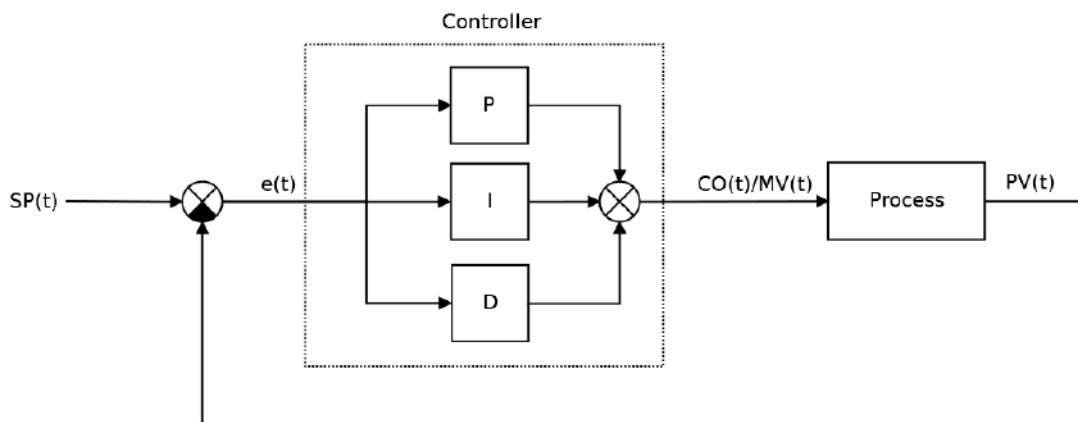 Controller
P
SP(t)
e(t)
I
CO(t)/MV(t)
Process
PV(t)
D